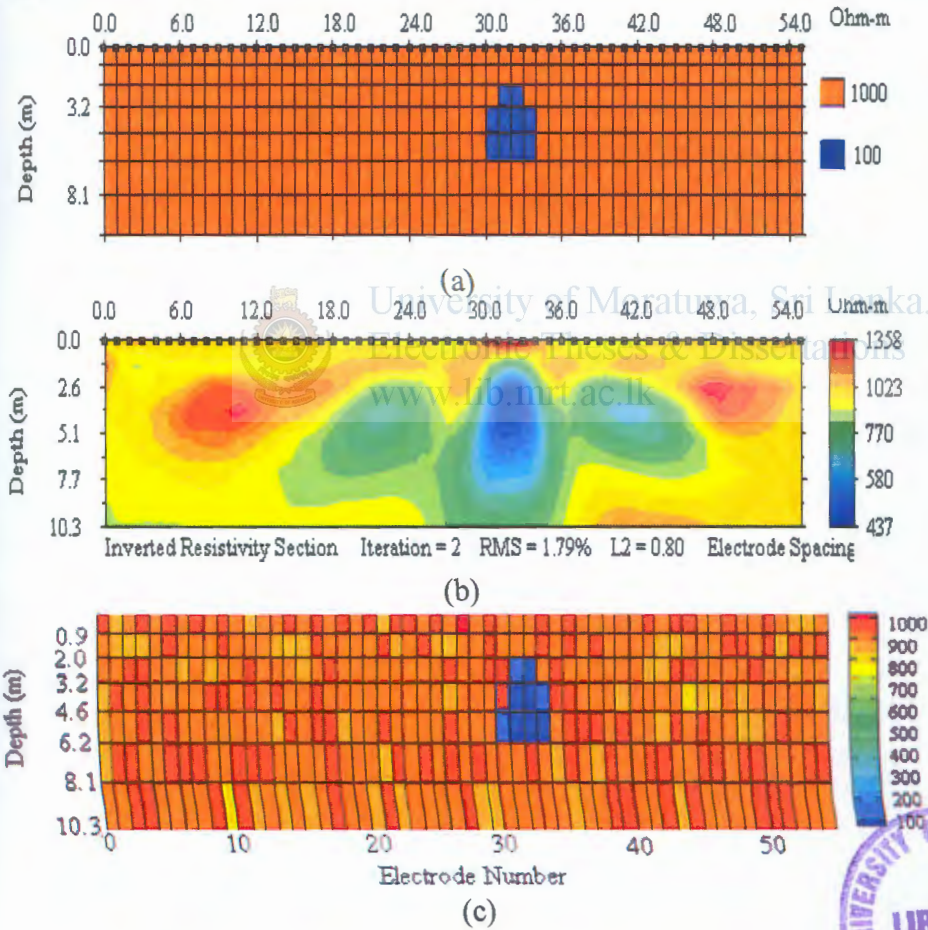 0.0 6.0 12.0 18.0 24.0 30.0 36.0 42.0 48.0 54.0 Ohm-m
0.0
3.2
8.1
Depth (m)
1000
100
(a)
University of Moratuwa, Sri Lanka.
Electronic Theses & Dissertations
www.lib.mrt.ac.lk
0.0 6.0 12.0 18.0 24.0 30.0 36.0 42.0 48.0 54.0 Ohm-m
0.0
2.6
5.1
7.7
10.3
Depth (m)
1358
1023
770
580
437
Inverted Resistivity Section Iteration = 2 RMS = 1.79% L2 = 0.80 Electrode Spacing
(b)
0.9
2.0
3.2
4.6
6.2
8.1
10.3
Depth (m)
1000
900
800
700
600
500
400
300
200
100
0 10 20 30 40 50
Electrode Number
(c)
UNIVERSITY